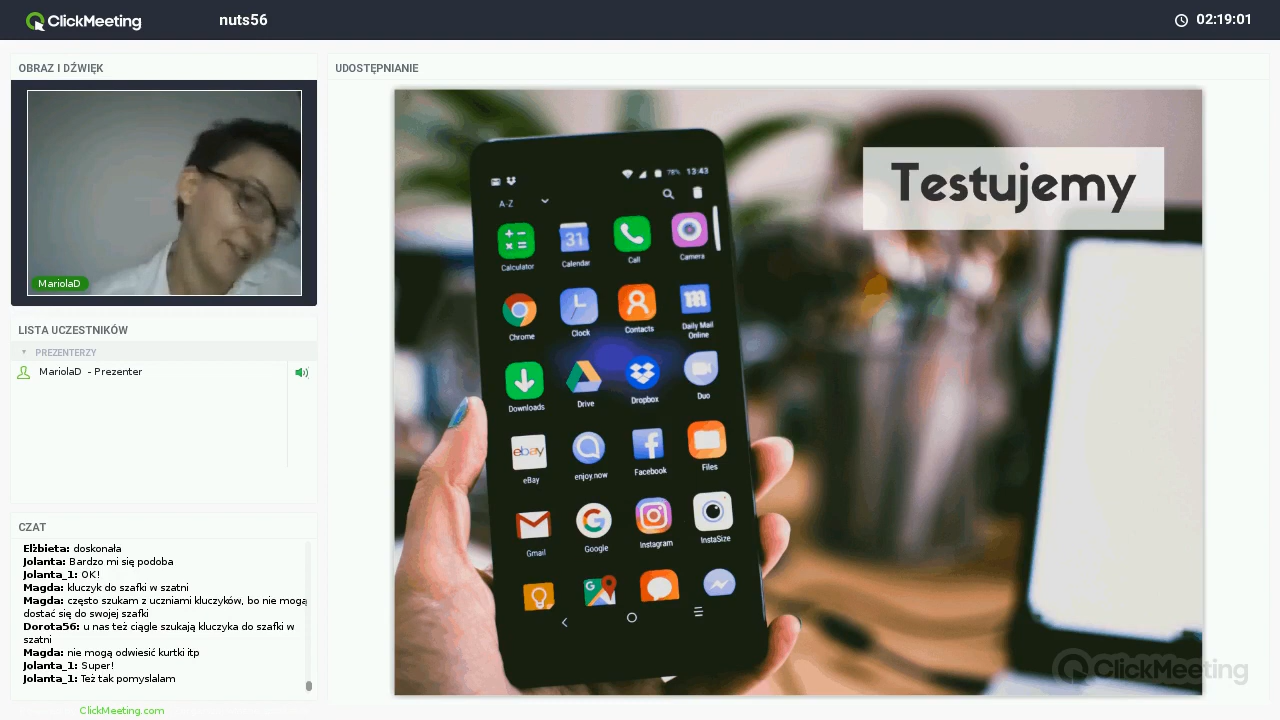 ClickMeeting
nuts56
02:19:01
OBRAZ I DŹWIĘK
UDOSTĘPNIANIE
MariolaD
LISTA UCZESTNIKÓW
PREZENTERZY
MariolaD - Prezenter
CZAT
Elżbieta: doskonała
Jolanta: Bardzo mi się podoba
Jolanta_1: OK!
Magda: kluczyk do szafki w szatni
Magda: często szukam z uczniami kluczyków, bo nie mogą
dostać się do swojej szafki
Dorota56: u nas też ciągle szukają kluczyka do szafki w
szatni
Magda: nie mogą odwiesić kurtki itp
Jolanta_1: Super!
Jolanta_1: Też tak pomyslalam
ClickMeeting.com
Testujemy
78% 13:43
A-Z
31
Calculator Calendar Call Camera
Chrome Clock Contacts Daily Mail
Online
Downloads Drive Dropbox Duo
ebay
eBay enjoy.now Facebook Files
Gmail Google Instagram InstaSize
ClickMeeting